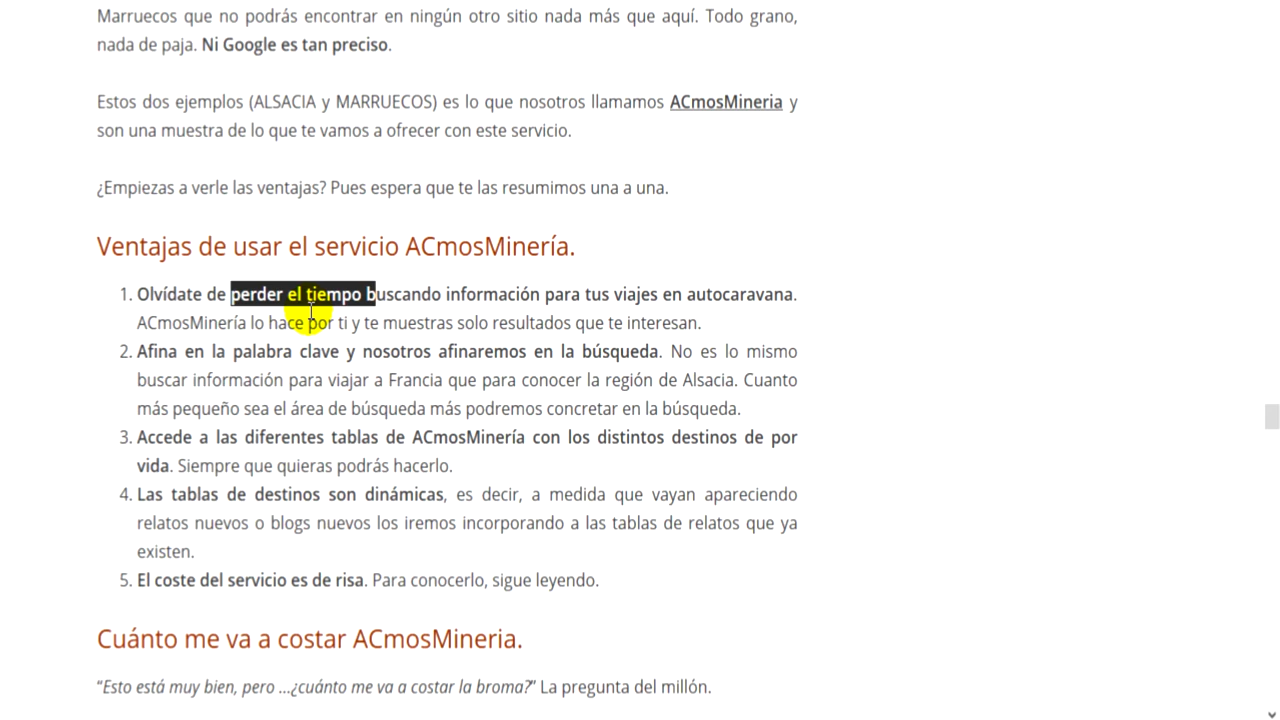 Marruecos que no podrás encontrar en ningún otro sitio nada más que aquí. Todo grano,
nada de paja. Ni Google es tan preciso.
Estos dos ejemplos (ALSACIA y MARRUECOS) es lo que nosotros llamamos ACmosMineria y
son una muestra de lo que te vamos a ofrecer con este servicio.
¿Empiezas a verle las ventajas? Pues espera que te las resumimos una a una.
Ventajas de usar el servicio ACmosMinería.
1. Olvídate de perder el tiempo buscando información para tus viajes en autocaravana.
ACmosMinería lo hace por ti y te muestras solo resultados que te interesan.
2. Afina en la palabra clave y nosotros afinaremos en la búsqueda. No es lo mismo
buscar información para viajar a Francia que para conocer la región de Alsacia. Cuanto
más pequeño sea el área de búsqueda más podremos concretar en la búsqueda.
3. Accede a las diferentes tablas de ACmosMinería con los distintos destinos de por
vida. Siempre que quieras podrás hacerlo.
4. Las tablas de destinos son dinámicas, es decir, a medida que vayan apareciendo
relatos nuevos o blogs nuevos los iremos incorporando a las tablas de relatos que ya
existen.
5. El coste del servicio es de risa. Para conocerlo, sigue leyendo.
Cuánto me va a costar ACmosMineria.
“Esto está muy bien, pero ...¿cuánto me va a costar la broma?” La pregunta del millón.